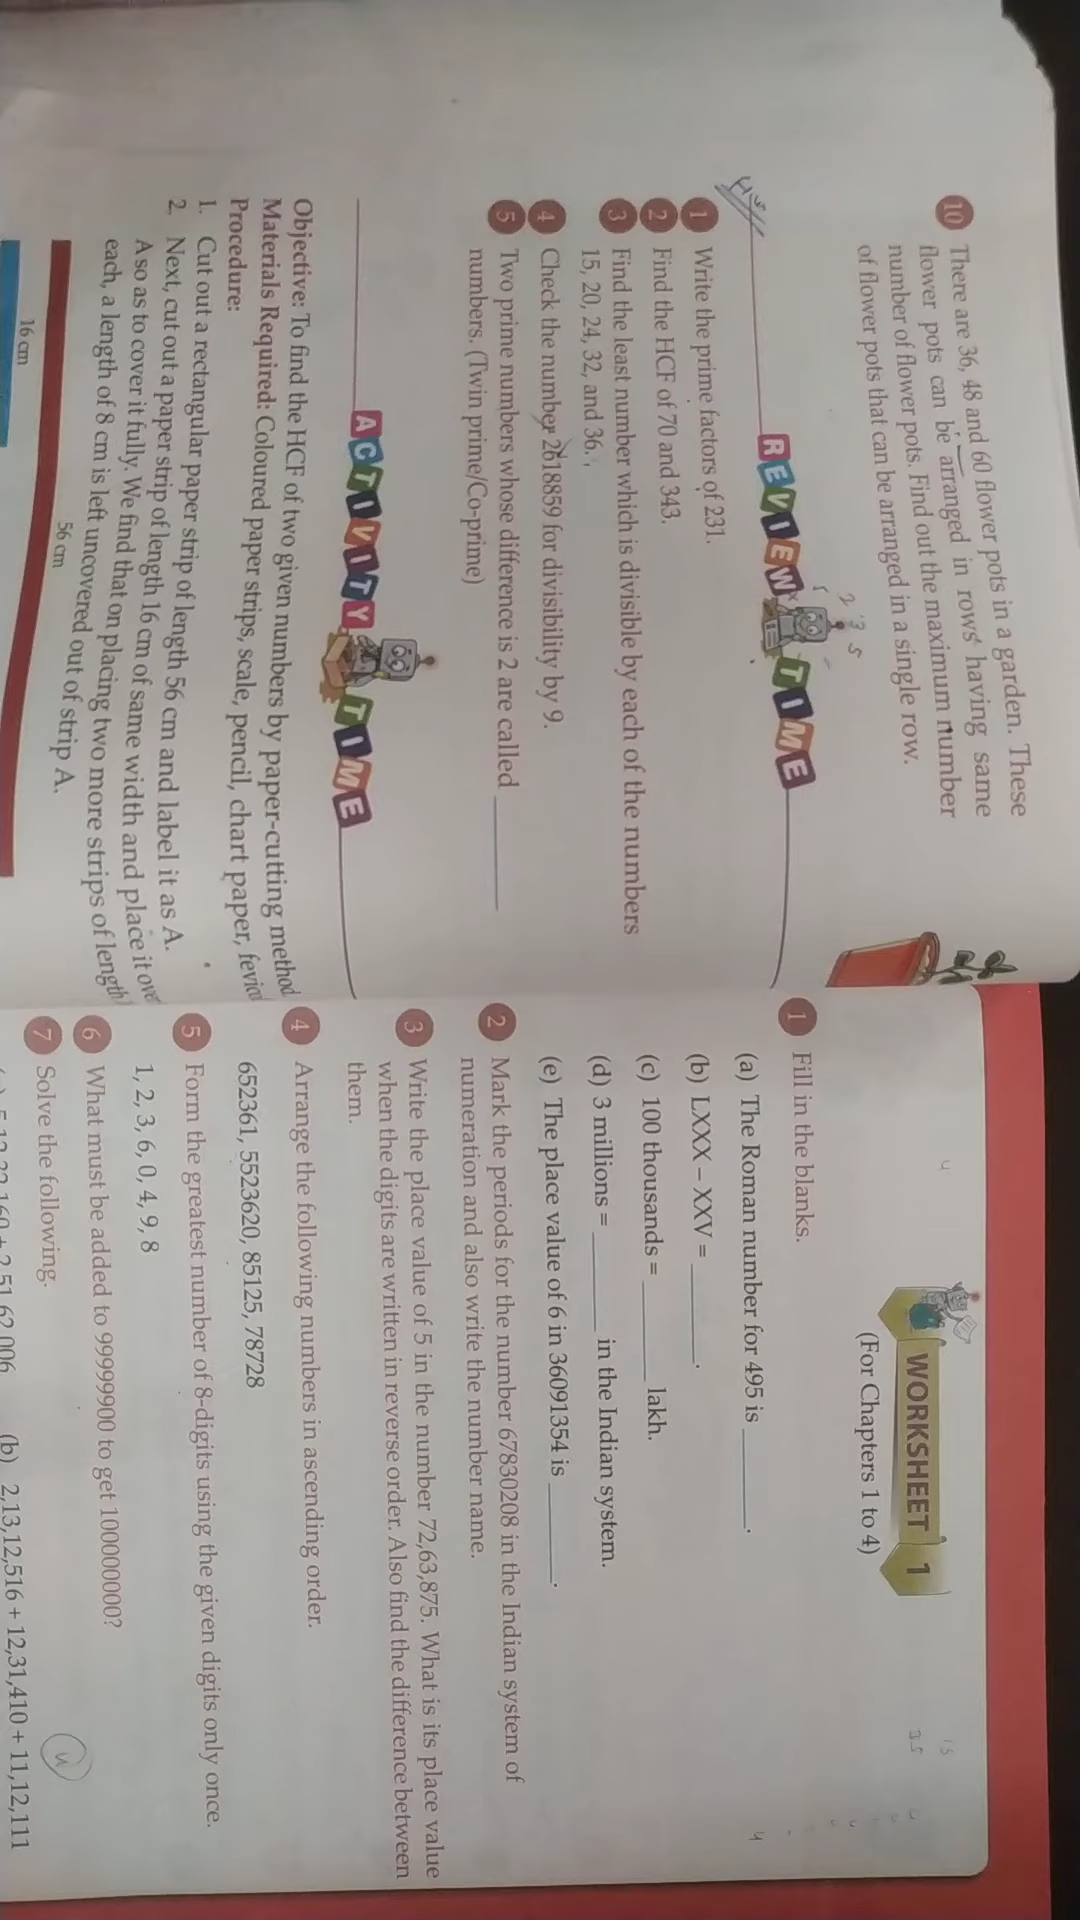 10 There are 36, 48 and 60 flower pots in a garden. These
flower pots can be arranged in rows having same
number of flower pots. Find out the maximum number
of flower pots that can be arranged in a single row.
2 3 5
REVIEW TIME
1 Write the prime factors of 231.
2 Find the HCF of 70 and 343.
3 Find the least number which is divisible by each of the numbers
15, 20, 24, 32, and 36.
4 Check the number 2618859 for divisibility by 9.
5 Two prime numbers whose difference is 2 are called
numbers. (Twin prime/Co-prime)
ACTIVITY TIME
Objective: To find the HCF of two given numbers by paper-cutting method
Materials Required: Coloured paper strips, scale, pencil, chart paper,
Procedure:
1. Cut out a rectangular paper strip of length 56 cm and label it as A.
2. Next, cut out a paper strip of length 16 cm of same width and place it
A so as to cover it fully. We find that on placing two more strips of length
each, a length of 8 cm is left uncovered out of strip A.
56 cm
16 cm
WORKSHEET 1
(For Chapters 1 to 4)
1 Fill in the blanks.
(a) The Roman number for 495 is ______.
(b) LXXX – XXV = ______.
(c) 100 thousands = ______ lakh.
(d) 3 millions = ______ in the Indian system.
(e) The place value of 6 in 36091354 is ______.
2 Mark the periods for the number 67830208 in the Indian system of
numeration and also write the number name.
3 Write the place value of 5 in the number 72,63,875. What is its place value
when the digits are written in reverse order. Also find the difference between
them.
4 Arrange the following numbers in ascending order.
652361, 5523620, 85125, 78728
5 Form the greatest number of 8-digits using the given digits only once.
1, 2, 3, 6, 0, 4, 9, 8
6 What must be added to 99999900 to get 100000000?
7 Solve the following.
(b) 2,13,12,516 + 12,31,410 + 11,12,111